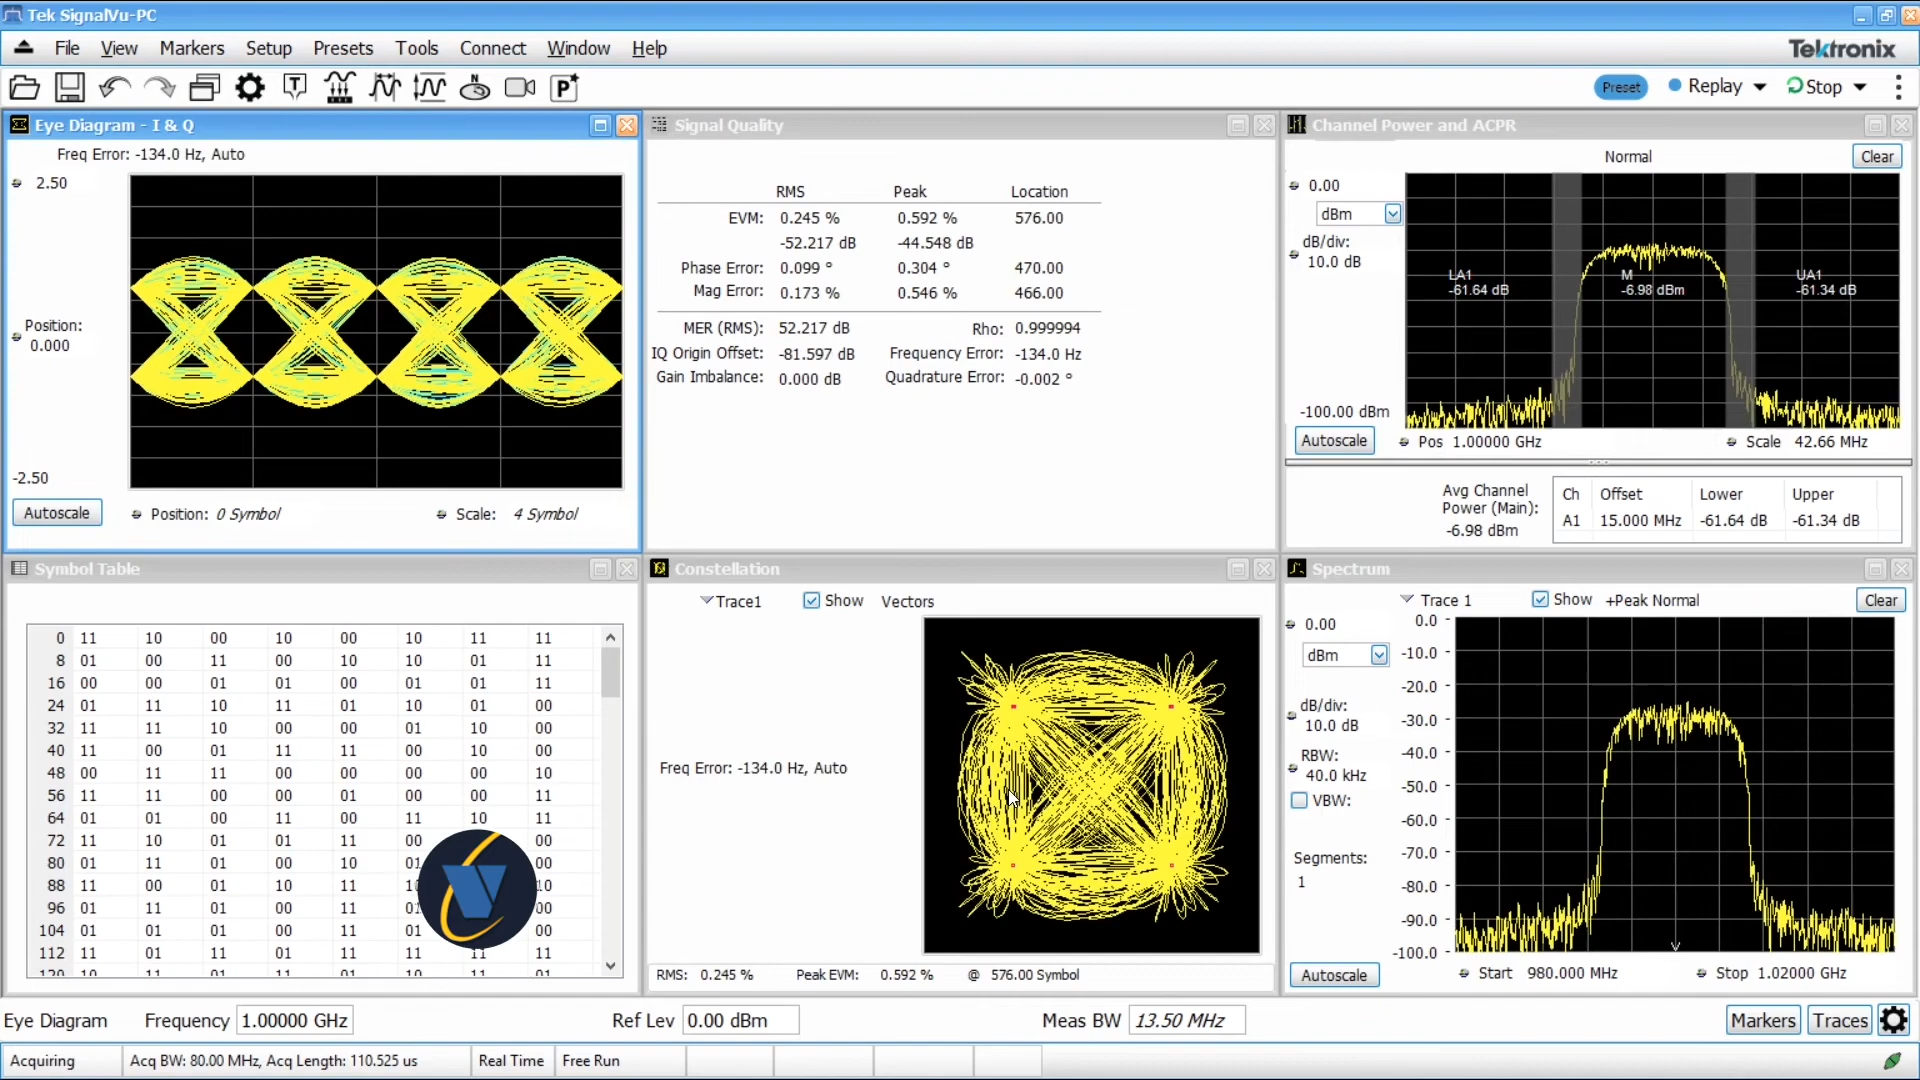 Tek SignalVu-PC
File View Markers Setup Presets Tools Connect Window Help
Tektronix
Preset Replay Stop
Eye Diagram - I & Q
Freq Error: -134.0 Hz, Auto
2.50
Position:
0.000
-2.50
Autoscale
Position: 0 Symbol
Scale: 4 Symbol
Signal Quality
RMS Peak Location
EVM: 0.245 % 0.592 % 576.00
-52.217 dB -44.548 dB
Phase Error: 0.099 ° 0.304 ° 470.00
Mag Error: 0.173 % 0.546 % 466.00
MER (RMS): 52.217 dB Rho: 0.999994
IQ Origin Offset: -81.597 dB Frequency Error: -134.0 Hz
Gain Imbalance: 0.000 dB Quadrature Error: -0.002 °
Channel Power and ACPR
Normal
Clear
0.00
dBm
dB/div:
10.0 dB
LA1 M UA1
-61.64 dB -6.98 dBm -61.34 dB
-100.00 dBm
Autoscale
Pos 1.00000 GHz
Scale 42.66 MHz
Avg Channel
Power (Main):
-6.98 dBm
Ch Offset Lower Upper
A1 15.000 MHz -61.64 dB -61.34 dB
Symbol Table
0 11 10 00 10 00 10 11 11
8 01 00 11 00 10 10 01 11
16 00 00 01 01 00 01 01 11
24 01 11 10 11 01 10 01 00
32 11 11 10 00 00 01 10 00
40 11 00 01 11 11 00 10 00
48 00 11 11 00 00 00 00 10
56 11 11 00 00 01 00 00 11
64 01 01 00 11 00 11 10 11
72 11 10 01 01 11 00 00
80 01 11 01 00 10 01 00
88 11 00 01 10 11
96 01 11 01 00 11 00
104 01 01 01 00 11 01 00
112 11 01 11 01 11 11 11 11
Constellation
Trace1
Show
Vectors
Freq Error: -134.0 Hz, Auto
RMS: 0.245 % Peak EVM: 0.592 % @ 576.00 Symbol
Spectrum
Trace 1
Show
+Peak Normal
Clear
0.00
dBm
dB/div:
10.0 dB
RBW:
40.0 kHz
VBW:
Segments:
1
0.0
-10.0
-20.0
-30.0
-40.0
-50.0
-60.0
-70.0
-80.0
-90.0
-100.0
Autoscale
Start 980.000 MHz
Stop 1.02000 GHz
Eye Diagram Frequency 1.00000 GHz Ref Lev 0.00 dBm Meas BW 13.50 MHz Markers Traces
Acquiring Acq BW: 80.00 MHz, Acq Length: 110.525 us Real Time Free Run